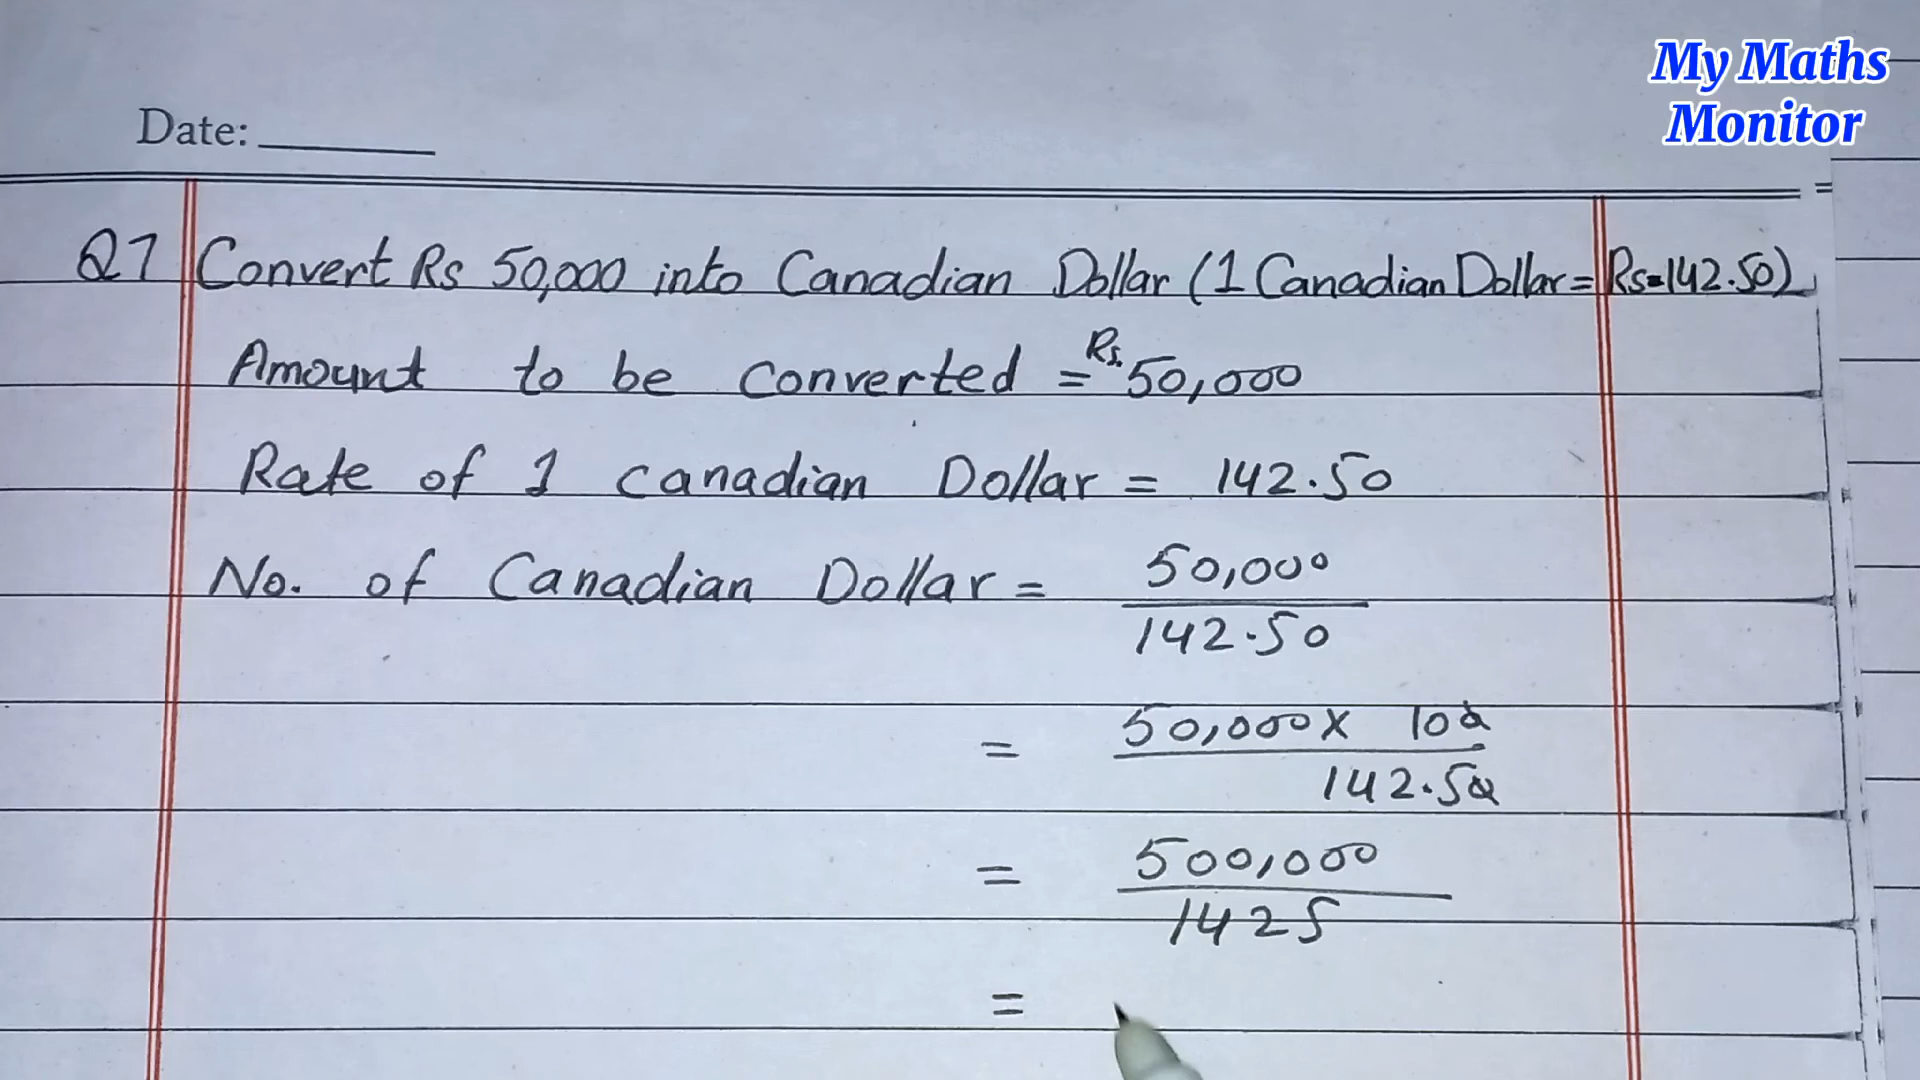 My Maths
Monitor
Date:
Q7 Convert Rs 50,000 into Canadian Dollar (1 Canadian Dollar = Rs=142.50)
Amount to be converted = Rs. 50,000
Rate of 1 canadian Dollar = 142.50
No. of Canadian Dollar = 50,000
142.50
= 50,000 x 100
142.50
= 500,000
1425
=